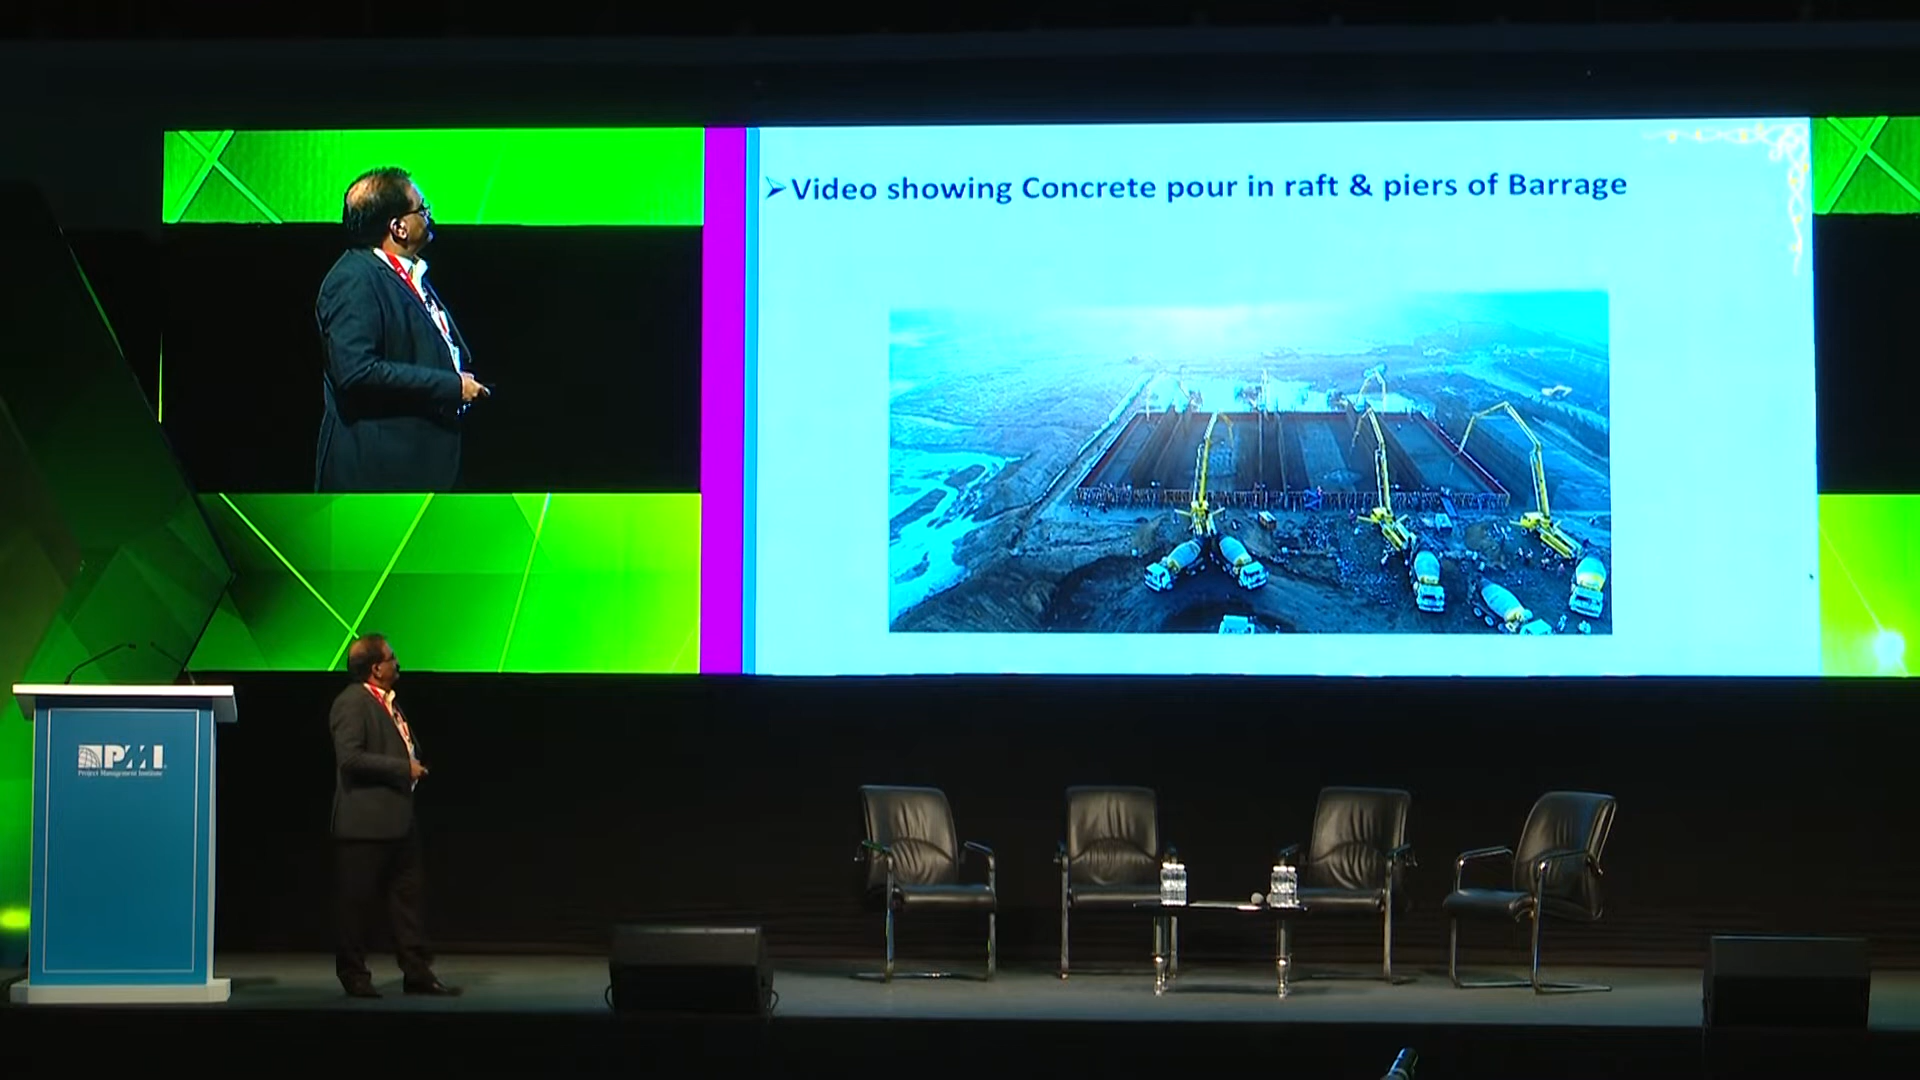 ➢Video showing Concrete pour in raft & piers of Barrage
PMI
Project Management Institute